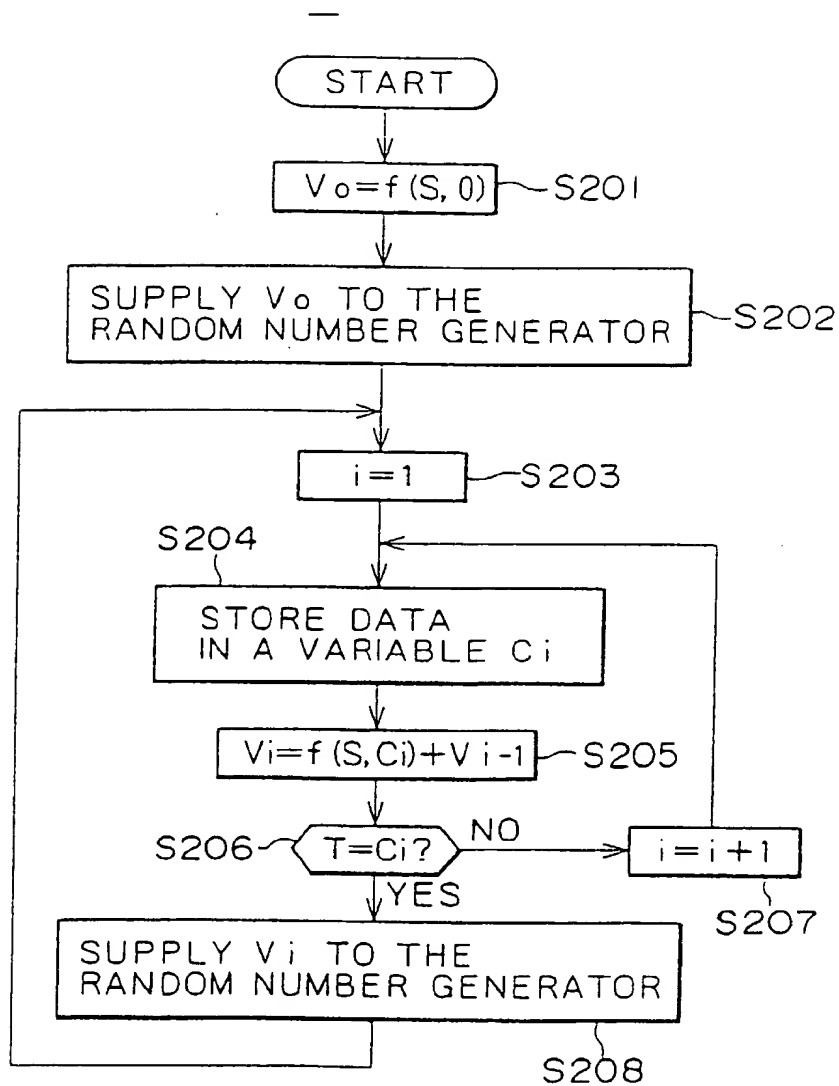 START
Vo=f(S,0)
S201
SUPPLY Vo TO THE
RANDOM NUMBER GENERATOR
S202
i=1
S203
S204
STORE DATA
IN A VARIABLE Ci
Vi=f(S,Ci)+Vi-1
S205
S206
T=Ci?
NO
i=i+1
S207
YES
SUPPLY Vi TO THE
RANDOM NUMBER GENERATOR
S208